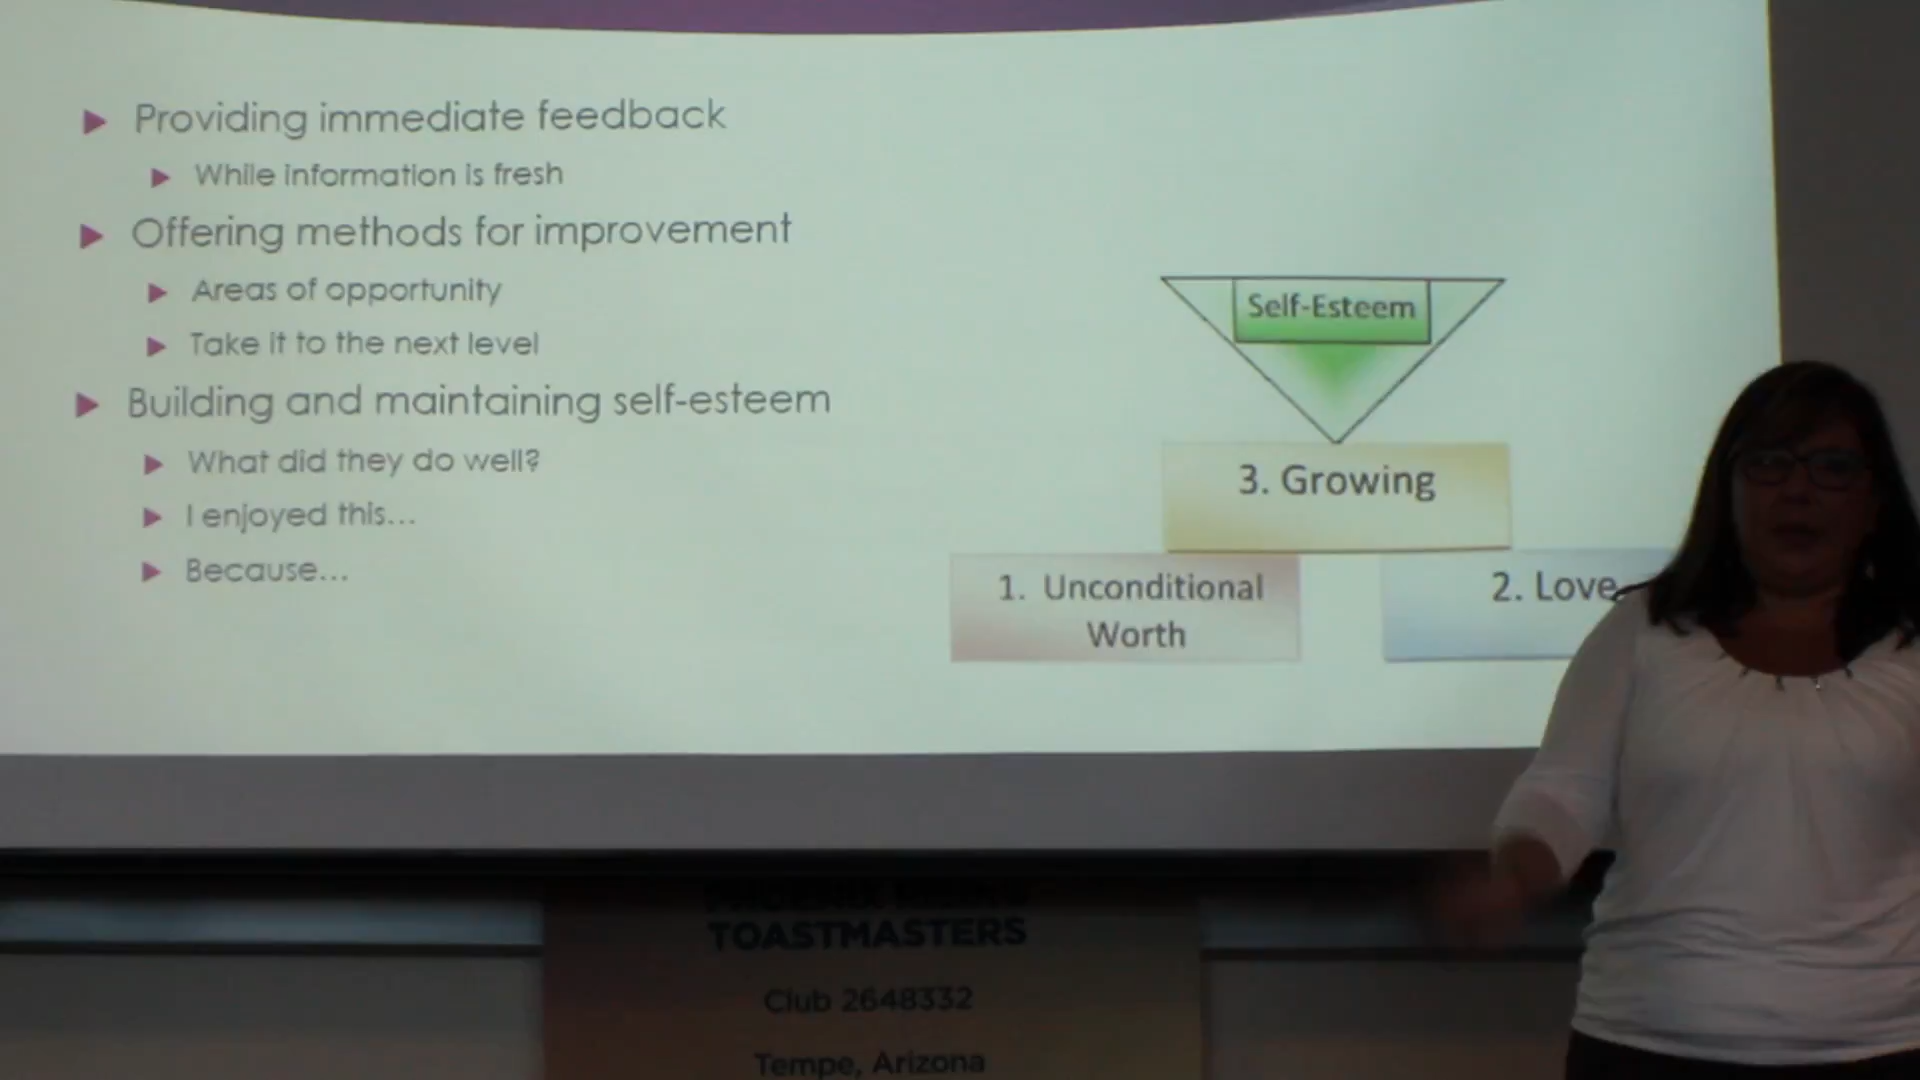 Providing immediate feedback
While information is fresh
Offering methods for improvement
Areas of opportunity
Take it to the next level
Building and maintaining self-esteem
What did they do well?
I enjoyed this...
Because...
Self-Esteem
3. Growing
1. Unconditional
Worth
2. Love
TOASTMASTERS
Club 2648332
Tempe, Arizona